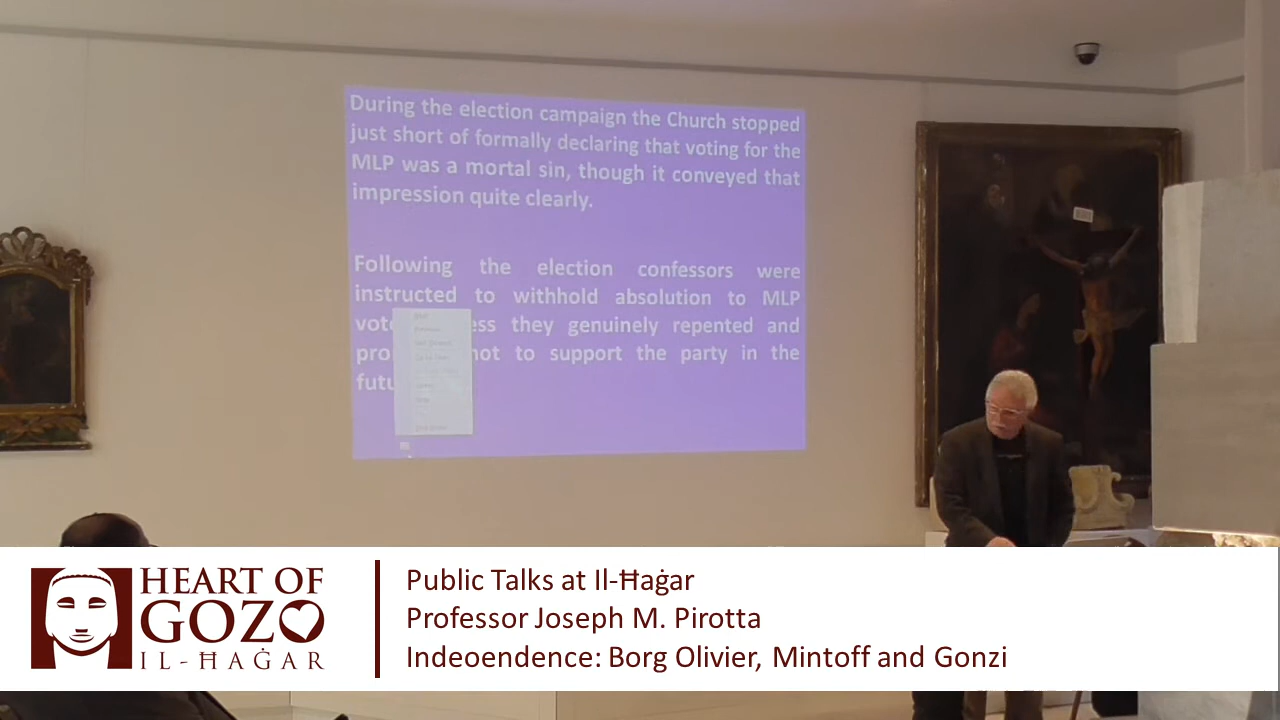 During the election campaign the Church stopped
just short of formally declaring that voting for the
MLP was a mortal sin, though it conveyed that
impression quite clearly.
Following the election confessors were
instructed to withhold absolution to MLP
they genuinely repented and
not to support the party in the
HEART OF
GOZO
IL-ĦAĠAR
Public Talks at Il-Ħaġar
Professor Joseph M. Pirotta
Indeoendence: Borg Olivier, Mintoff and Gonzi